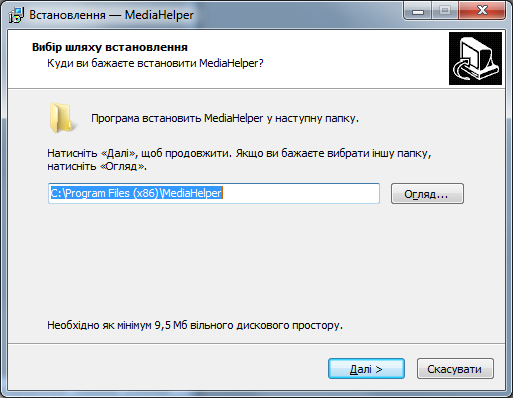 Встановлення — MediaHelper
Вибір шляху встановлення
Куди ви бажаєте встановити MediaHelper?
Програма встановить MediaHelper у наступну папку.
Натисніть «Далі», щоб продовжити. Якщо ви бажаєте вибрати іншу папку,
натисніть «Огляд».
C:\Program Files (x86)\MediaHelper
Огляд...
Необхідно як мінімум 9,5 Мб вільного дискового простору.
Далі >
Скасувати